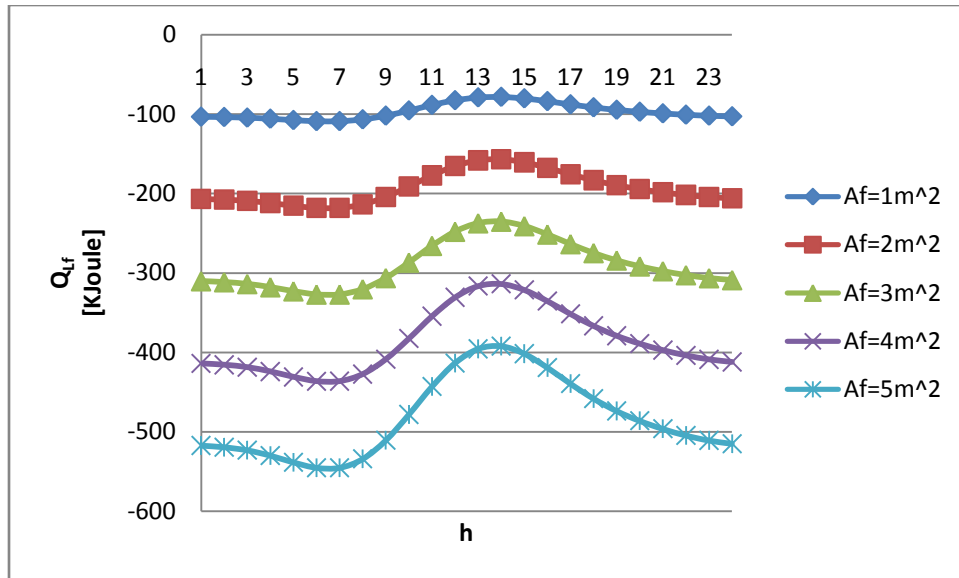 0
1 3 5 7 9 11 13 15 17 19 21 23
-100
-200
-300
-400
-500
-600
Q_Lf
[KJoule]
h
Af=1m^2
Af=2m^2
Af=3m^2
Af=4m^2
Af=5m^2